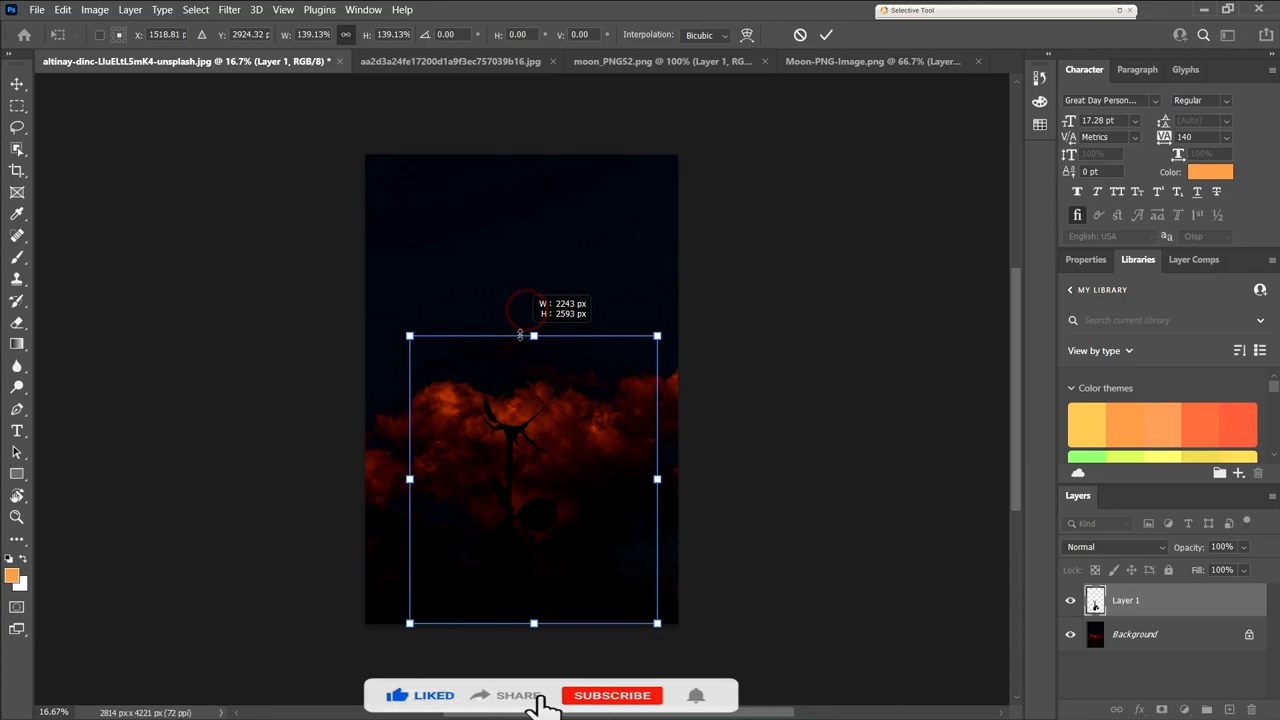 File Edit Image Layer Type Select Filter 3D View Plugins Window Help
Selective Tool
X: 1518.81 p Y: 2924.32 p W: 139.13% H: 139.13% 0.00 ° H: 0.00 ° V: 0.00 ° Interpolation: Bicubic
altinay-dinc-LluELtL5mK4-unsplash.jpg @ 16.7% (Layer 1, RGB/8) * ×
aa2d3a24fe17200d1a9f3ec757039b16.jpg ×
moon_PNG52.png @ 100% (Layer 1, RG... ×
Moon-PNG-Image.png @ 66.7% (Layer... ×
Character Paragraph Glyphs
Great Day Person... Regular
17.28 pt (Auto)
Metrics 140
100% 100%
0 pt Color:
English: USA Crisp
Properties Libraries Layer Comps
MY LIBRARY
Search current library
View by type
Color themes
W: 2243 px
H: 2593 px
Layers
Kind
Normal Opacity: 100%
Lock: Fill: 100%
Layer 1
Background
LIKED SHARE SUBSCRIBE
16.67% 2814 px x 4221 px (72 ppi)